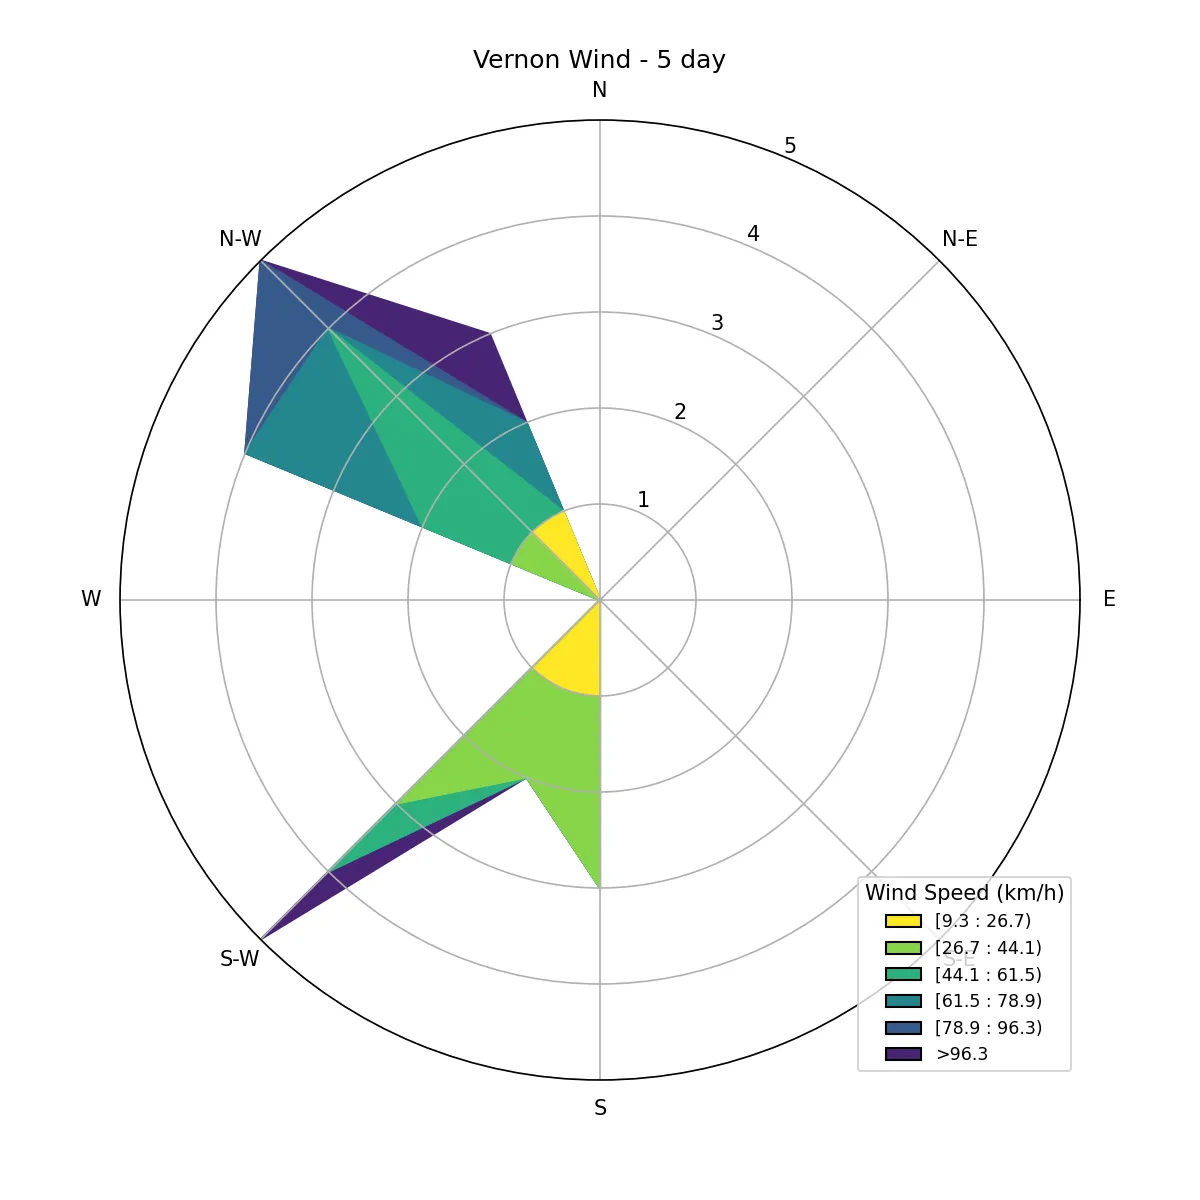 Vernon Wind - 5 day
N
5
N-W
N-E
4
3
2
1
W
E
Wind Speed (km/h)
[9.3 : 26.7)
[26.7 : 44.1)
S-W
S-E
[44.1 : 61.5)
[61.5 : 78.9)
[78.9 : 96.3)
>96.3
S